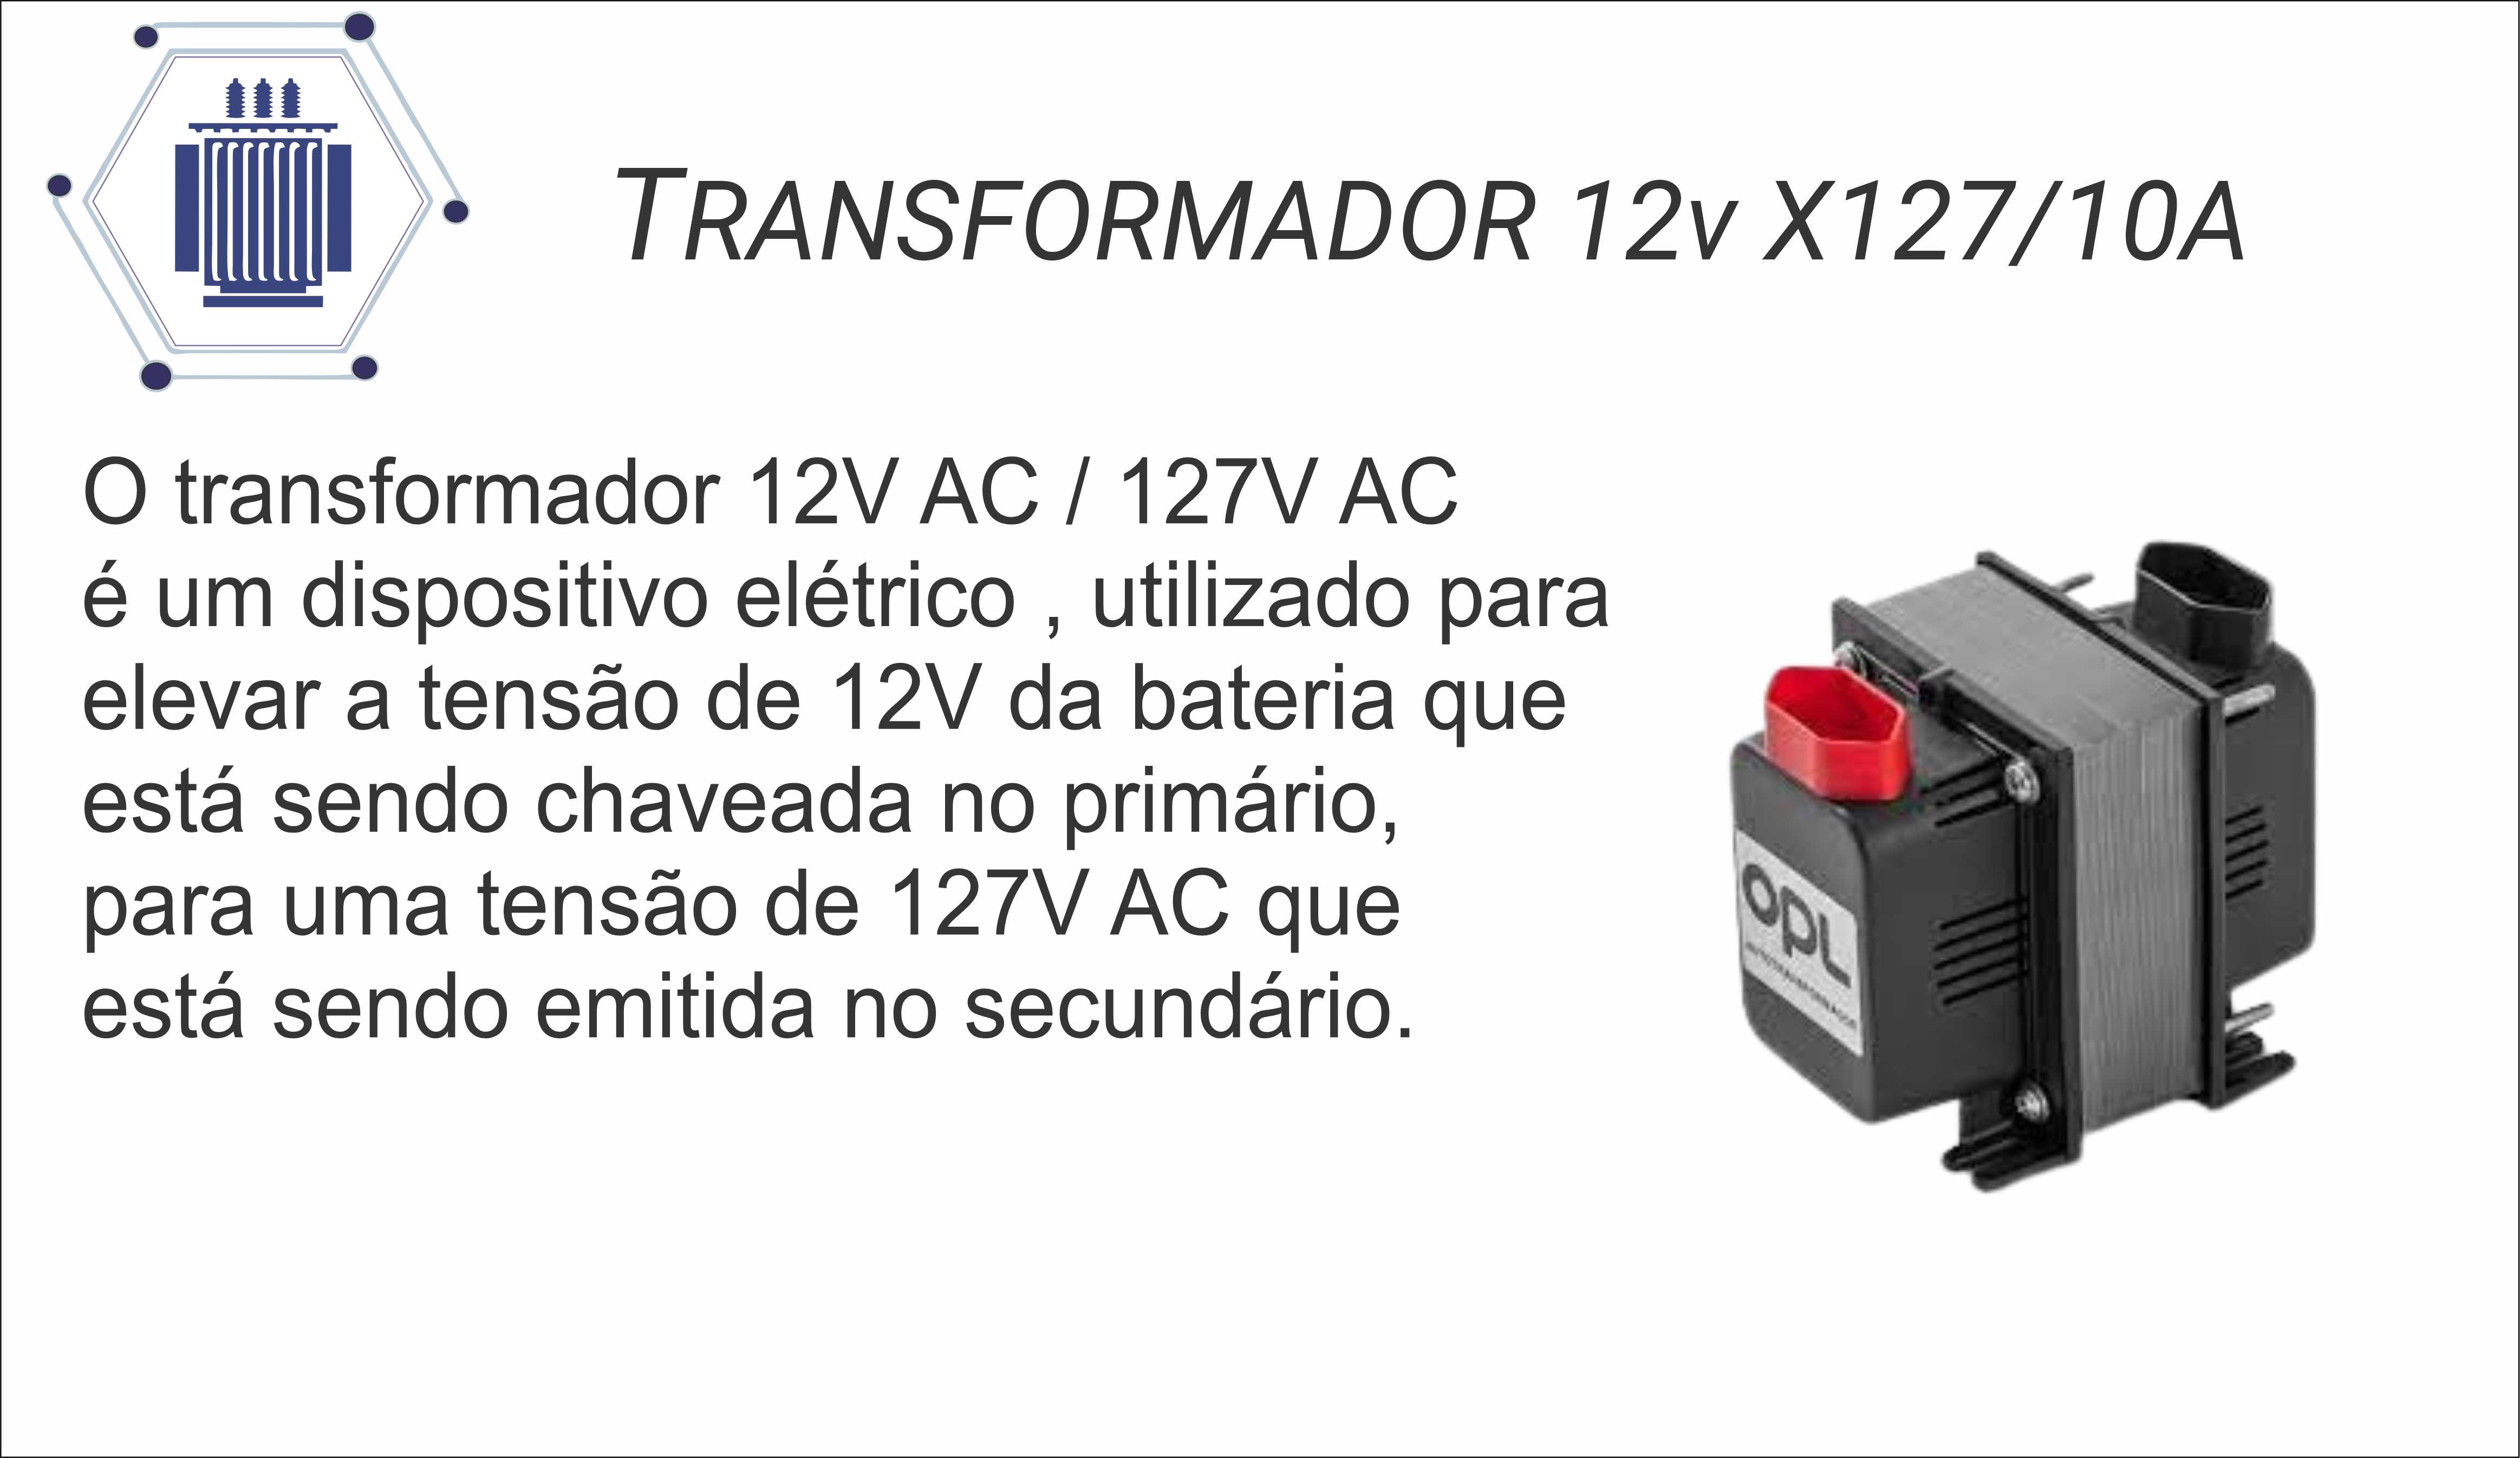 TRANSFORMADOR 12v X127/10A
O transformador 12V AC / 127V AC
é um dispositivo elétrico , utilizado para
elevar a tensão de 12V da bateria que
está sendo chaveada no primário,
para uma tensão de 127V AC que
está sendo emitida no secundário.
OPL
AUTOTRANSFORMADOR